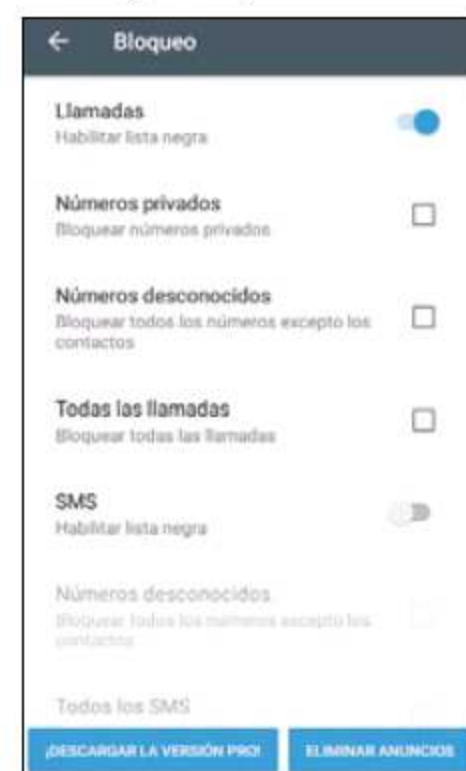 Bloqueo
Llamadas
Habilitar lista negra
Números privados
Bloquear números privados
Números desconocidos
Bloquear todos los números excepto los
contactos
Todas las llamadas
Bloquear todas las llamadas
SMS
Habilitar lista negra
Números desconocidos
Bloquear todos los números excepto los
contactos
Todos los SMS
¡DESCARGAR LA VERSIÓN PRO!
ELIMINAR ANUNCIOS